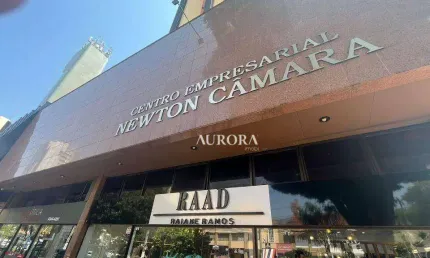 CENTRO EMPRESARIAL
NEWTON CÂMARA
AURORA
RAAD
RAIANE RAMOS